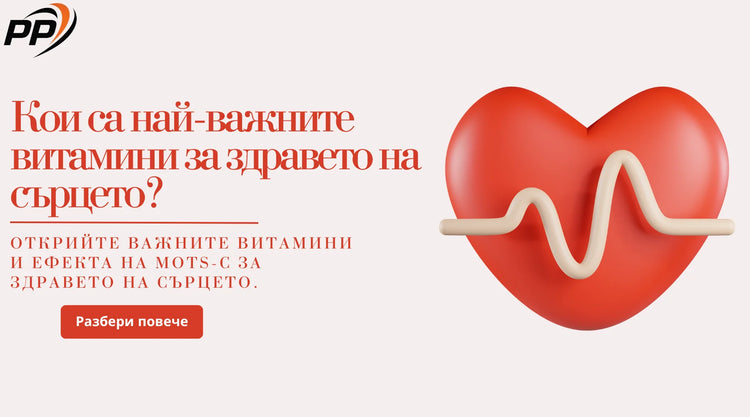 PP
Кои са най-важните
витамини за здравето на
сърцето?
ОТКРИЙТЕ ВАЖНИТЕ ВИТАМИНИ
И ЕФЕКТА НА MOTS-C ЗА
ЗДРАВЕТО НА СЪРЦЕТО.
Разбери повече